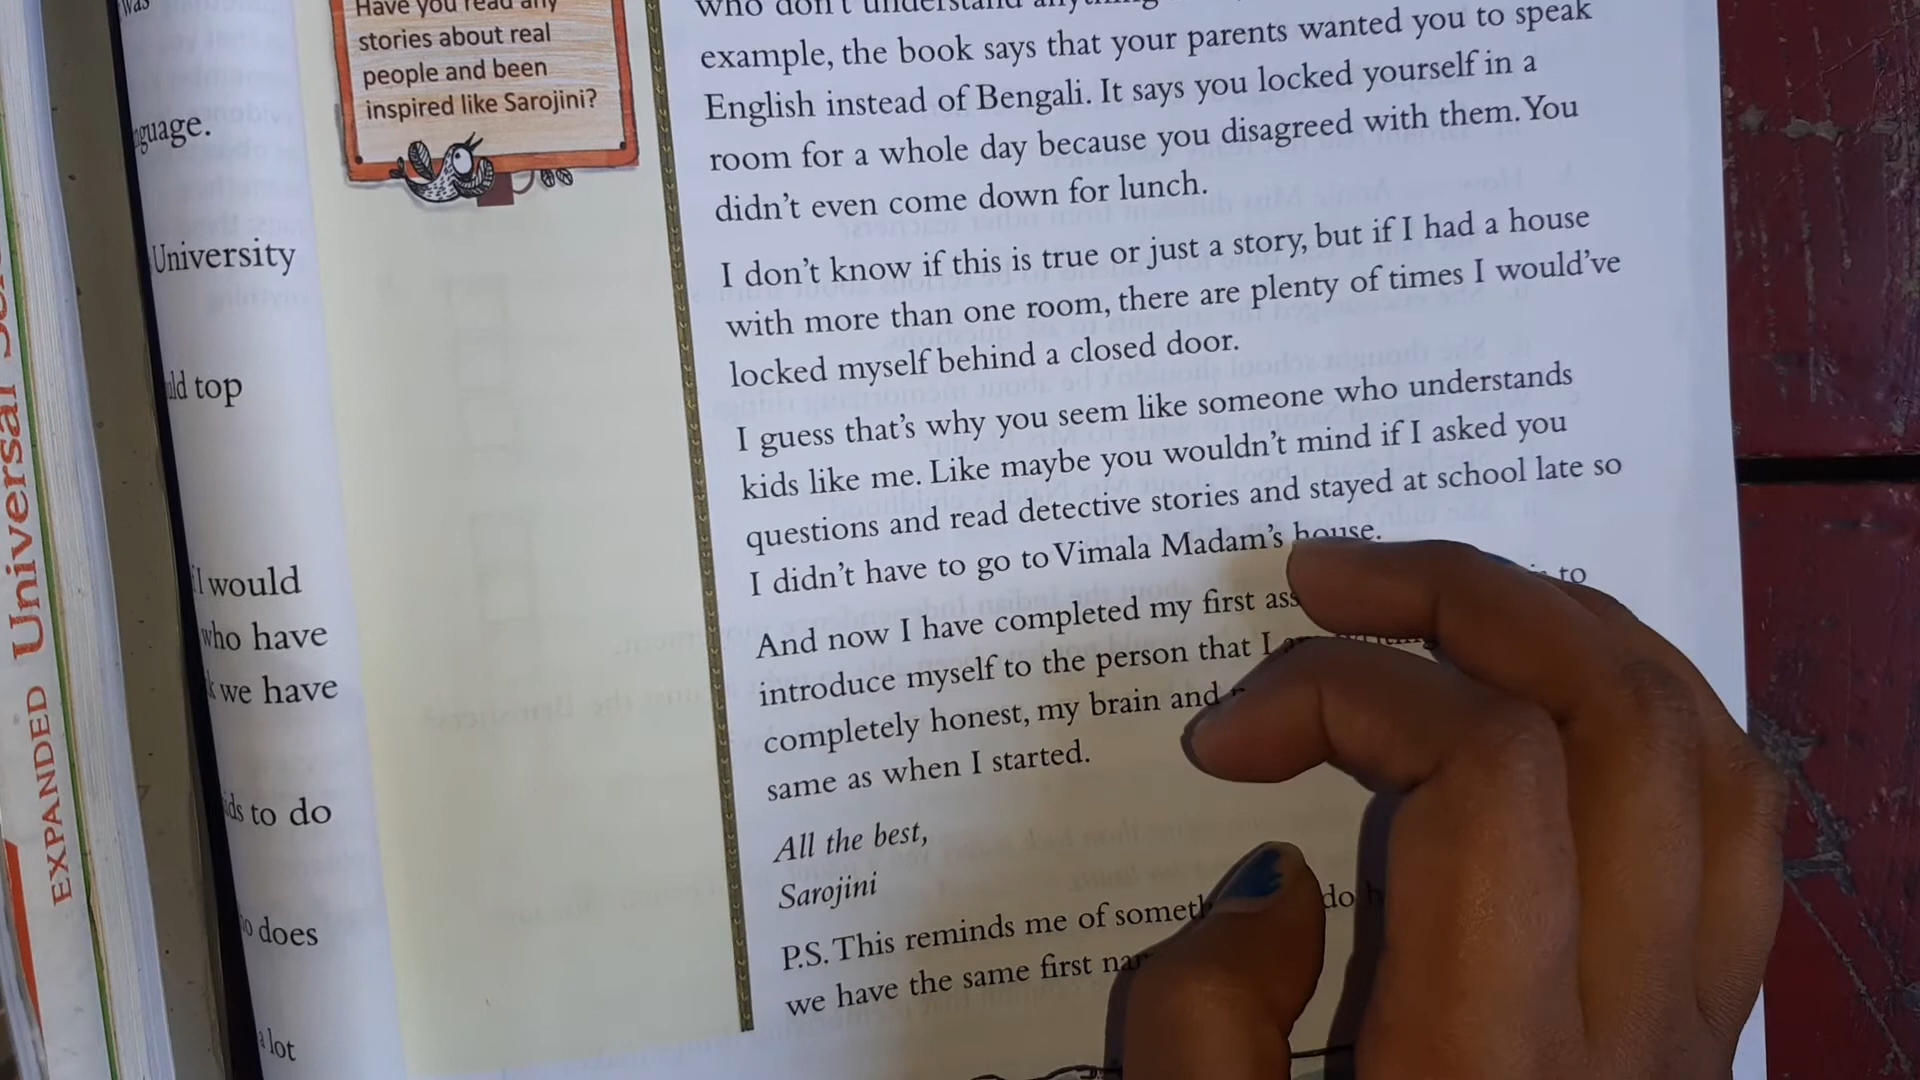 EXPANDED Universal
University
top
would
who have
we have
to do
does
lot
Have you read any
stories about real
people and been
inspired like Sarojini?
who don't understand
example, the book says that your parents wanted you to speak
English instead of Bengali. It says you locked yourself in a
room for a whole day because you disagreed with them. You
didn't even come down for lunch.
I don't know if this is true or just a story, but if I had a house
with more than one room, there are plenty of times I would've
locked myself behind a closed door.
I guess that's why you seem like someone who understands
kids like me. Like maybe you wouldn't mind if I asked you
questions and read detective stories and stayed at school late so
I didn't have to go to Vimala Madam's house.
And now I have completed my first to
introduce myself to the person that I
completely honest, my brain and
same as when I started.
All the best,
Sarojini
P.S. This reminds me of do
we have the same first